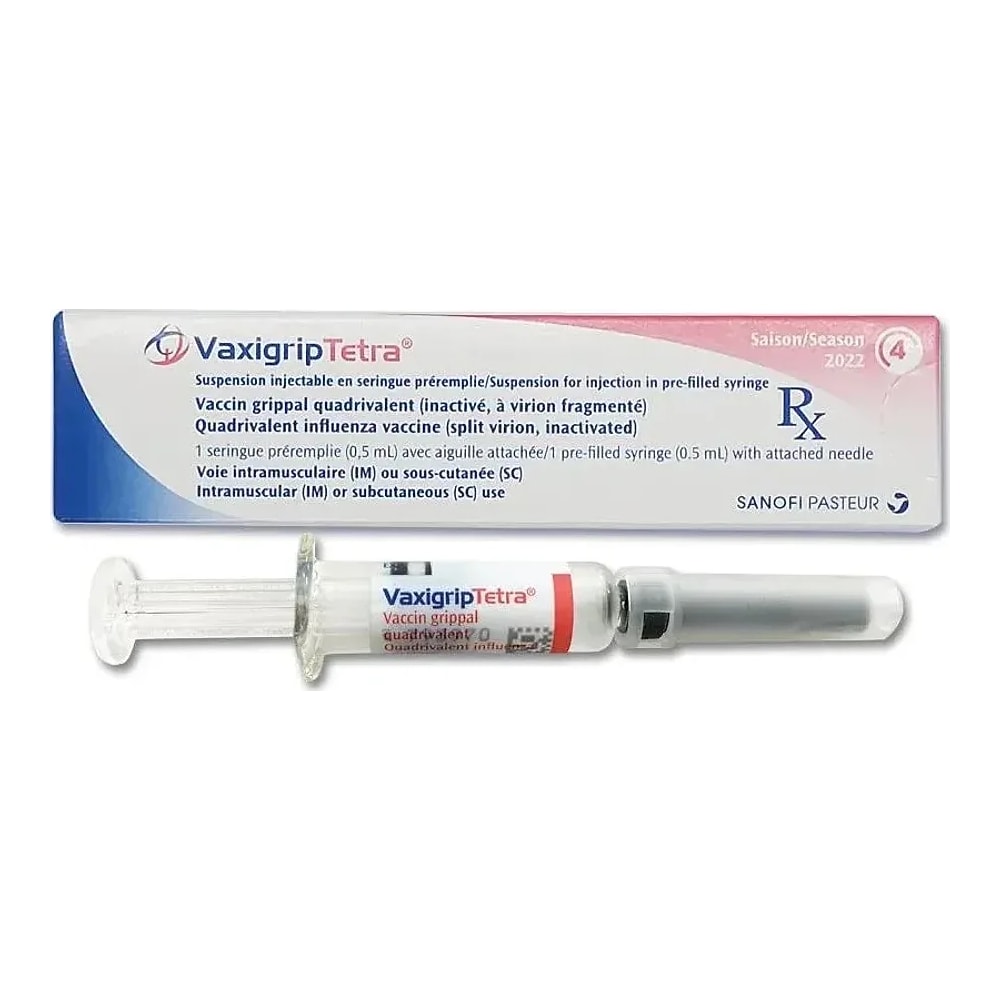 VaxigripTetra®
Saison/Season
2022
4
Suspension injectable en seringue préremplie/Suspension for injection in pre-filled syringe
Vaccin grippal quadrivalent (inactivé, à virion fragmenté)
Quadrivalent influenza vaccine (split virion, inactivated)
Rx
1 seringue préremplie (0,5 mL) avec aiguille attachée/1 pre-filled syringe (0.5 mL) with attached needle
Voie intramusculaire (IM) ou sous-cutanée (SC)
Intramuscular (IM) or subcutaneous (SC) use
SANOFI PASTEUR
VaxigripTetra®
Vaccin grippal
quadrivalent
Quadrivalent